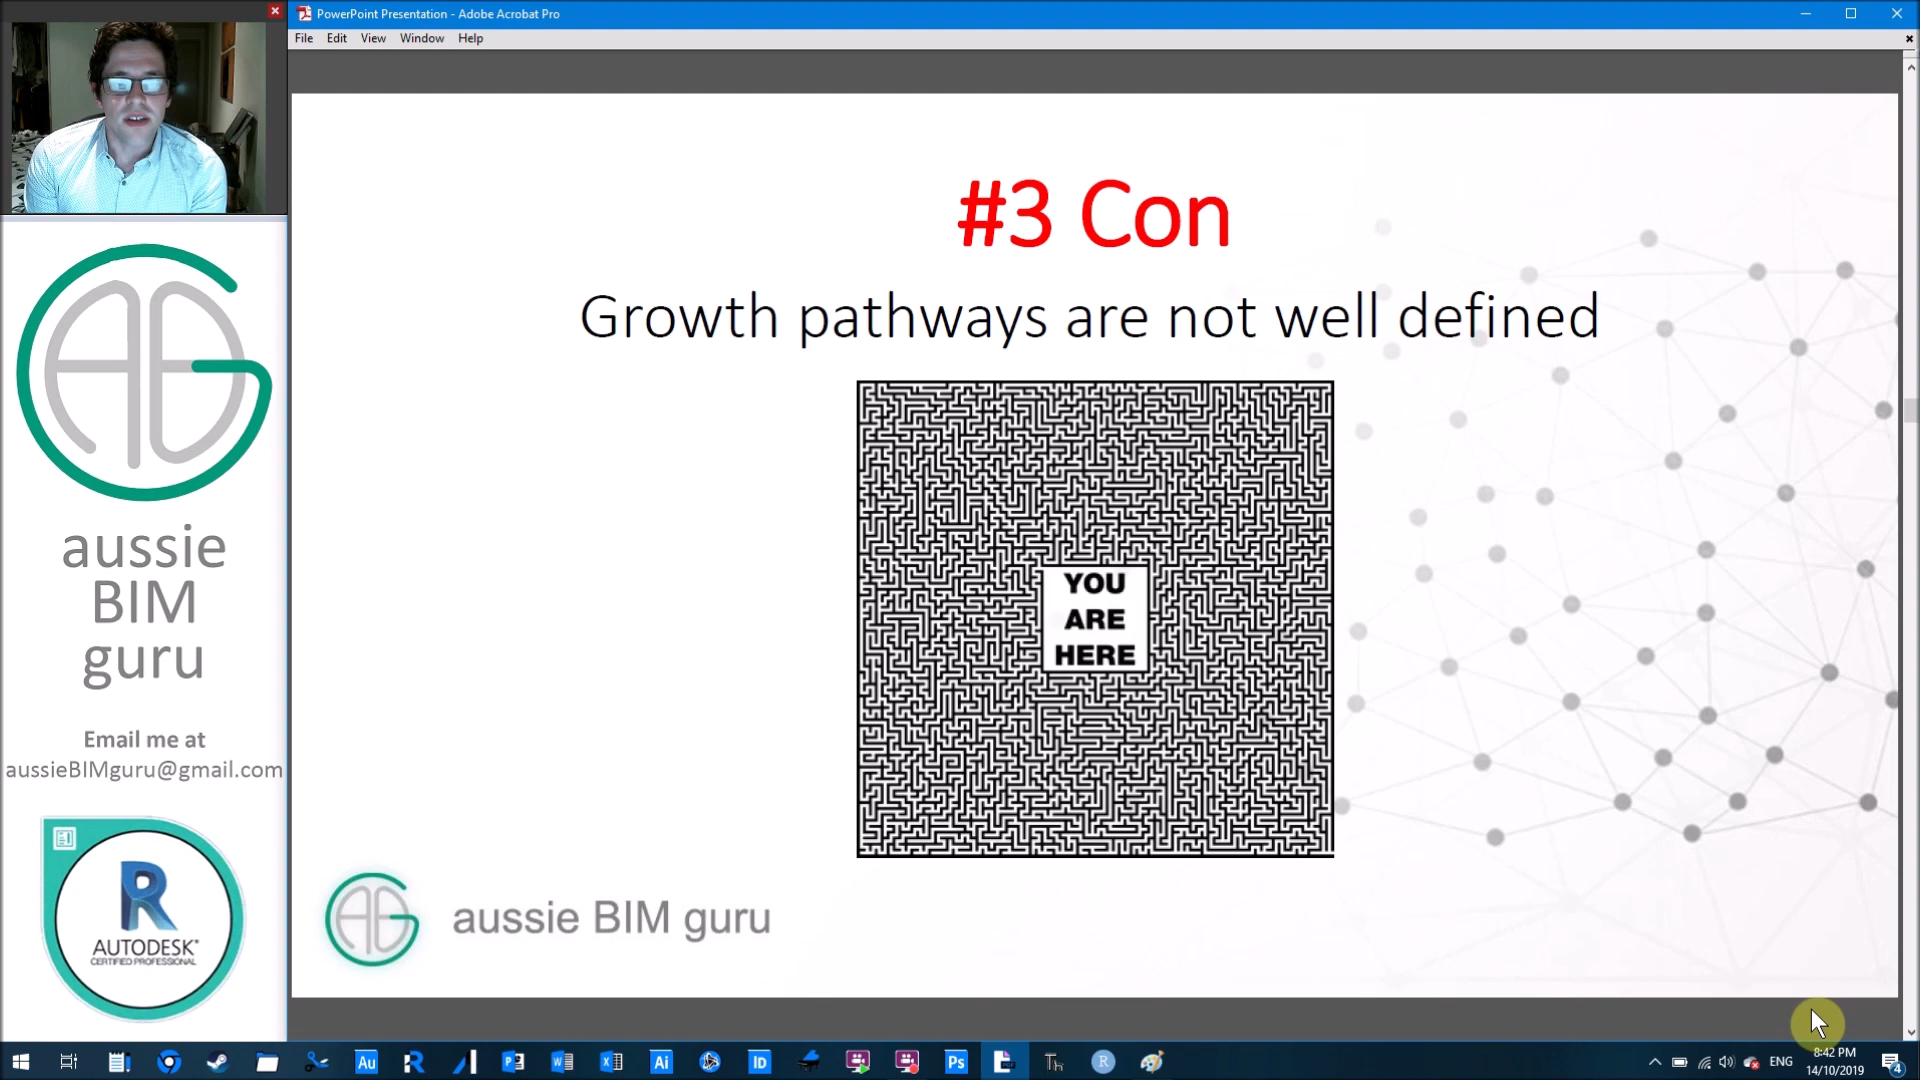 PowerPoint Presentation - Adobe Acrobat Pro
File Edit View Window Help
#3 Con
Growth pathways are not well defined
YOU
ARE
HERE
aussie BIM guru
aussie
BIM
guru
Email me at
aussieBIMguru@gmail.com
R
AUTODESK®
CERTIFIED PROFESSIONAL
ENG
8:42 PM
14/10/2019
4